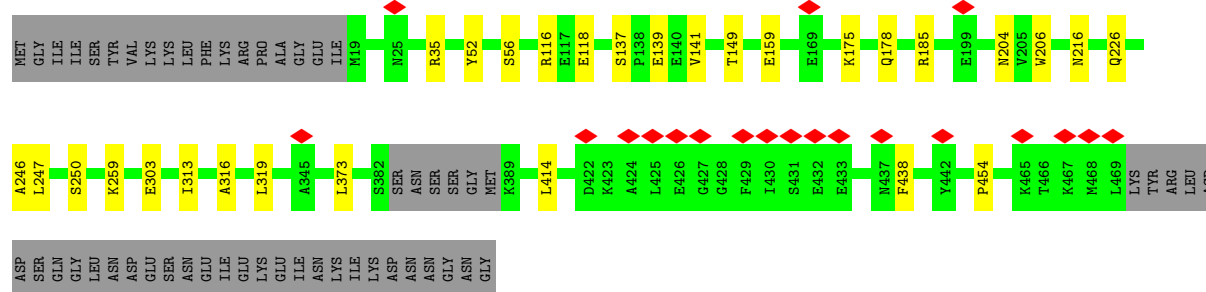 MET GLY ILE ILE SER TYR VAL LYS LYS LEU PHE LYS ARG PRO ALA GLY GLU ILE M19 N25 R35 Y52 S56 R116 E117 E118 S137 P138 E139 E140 V141 T149 E159 E169 K175 Q178 R185 E199 N204 V205 W206 N216 Q226
A246 L247 S250 K259 E303 I313 A316 L319 A345 L373 S382 SER ASN SER SER GLY MET K389 L414 D422 K423 A424 L425 E426 G427 G428 F429 I430 S431 E432 E433 N437 F438 Y442 P454 K465 T466 K467 M468 L469 LYS TYR ARG LEU
ASP SER GLN GLY LEU ASN ASP GLU SER ASN GLU ILE GLU LYS GLU ILE ASN LYS ILE LYS ASP ASN ASN GLY ASN GLY